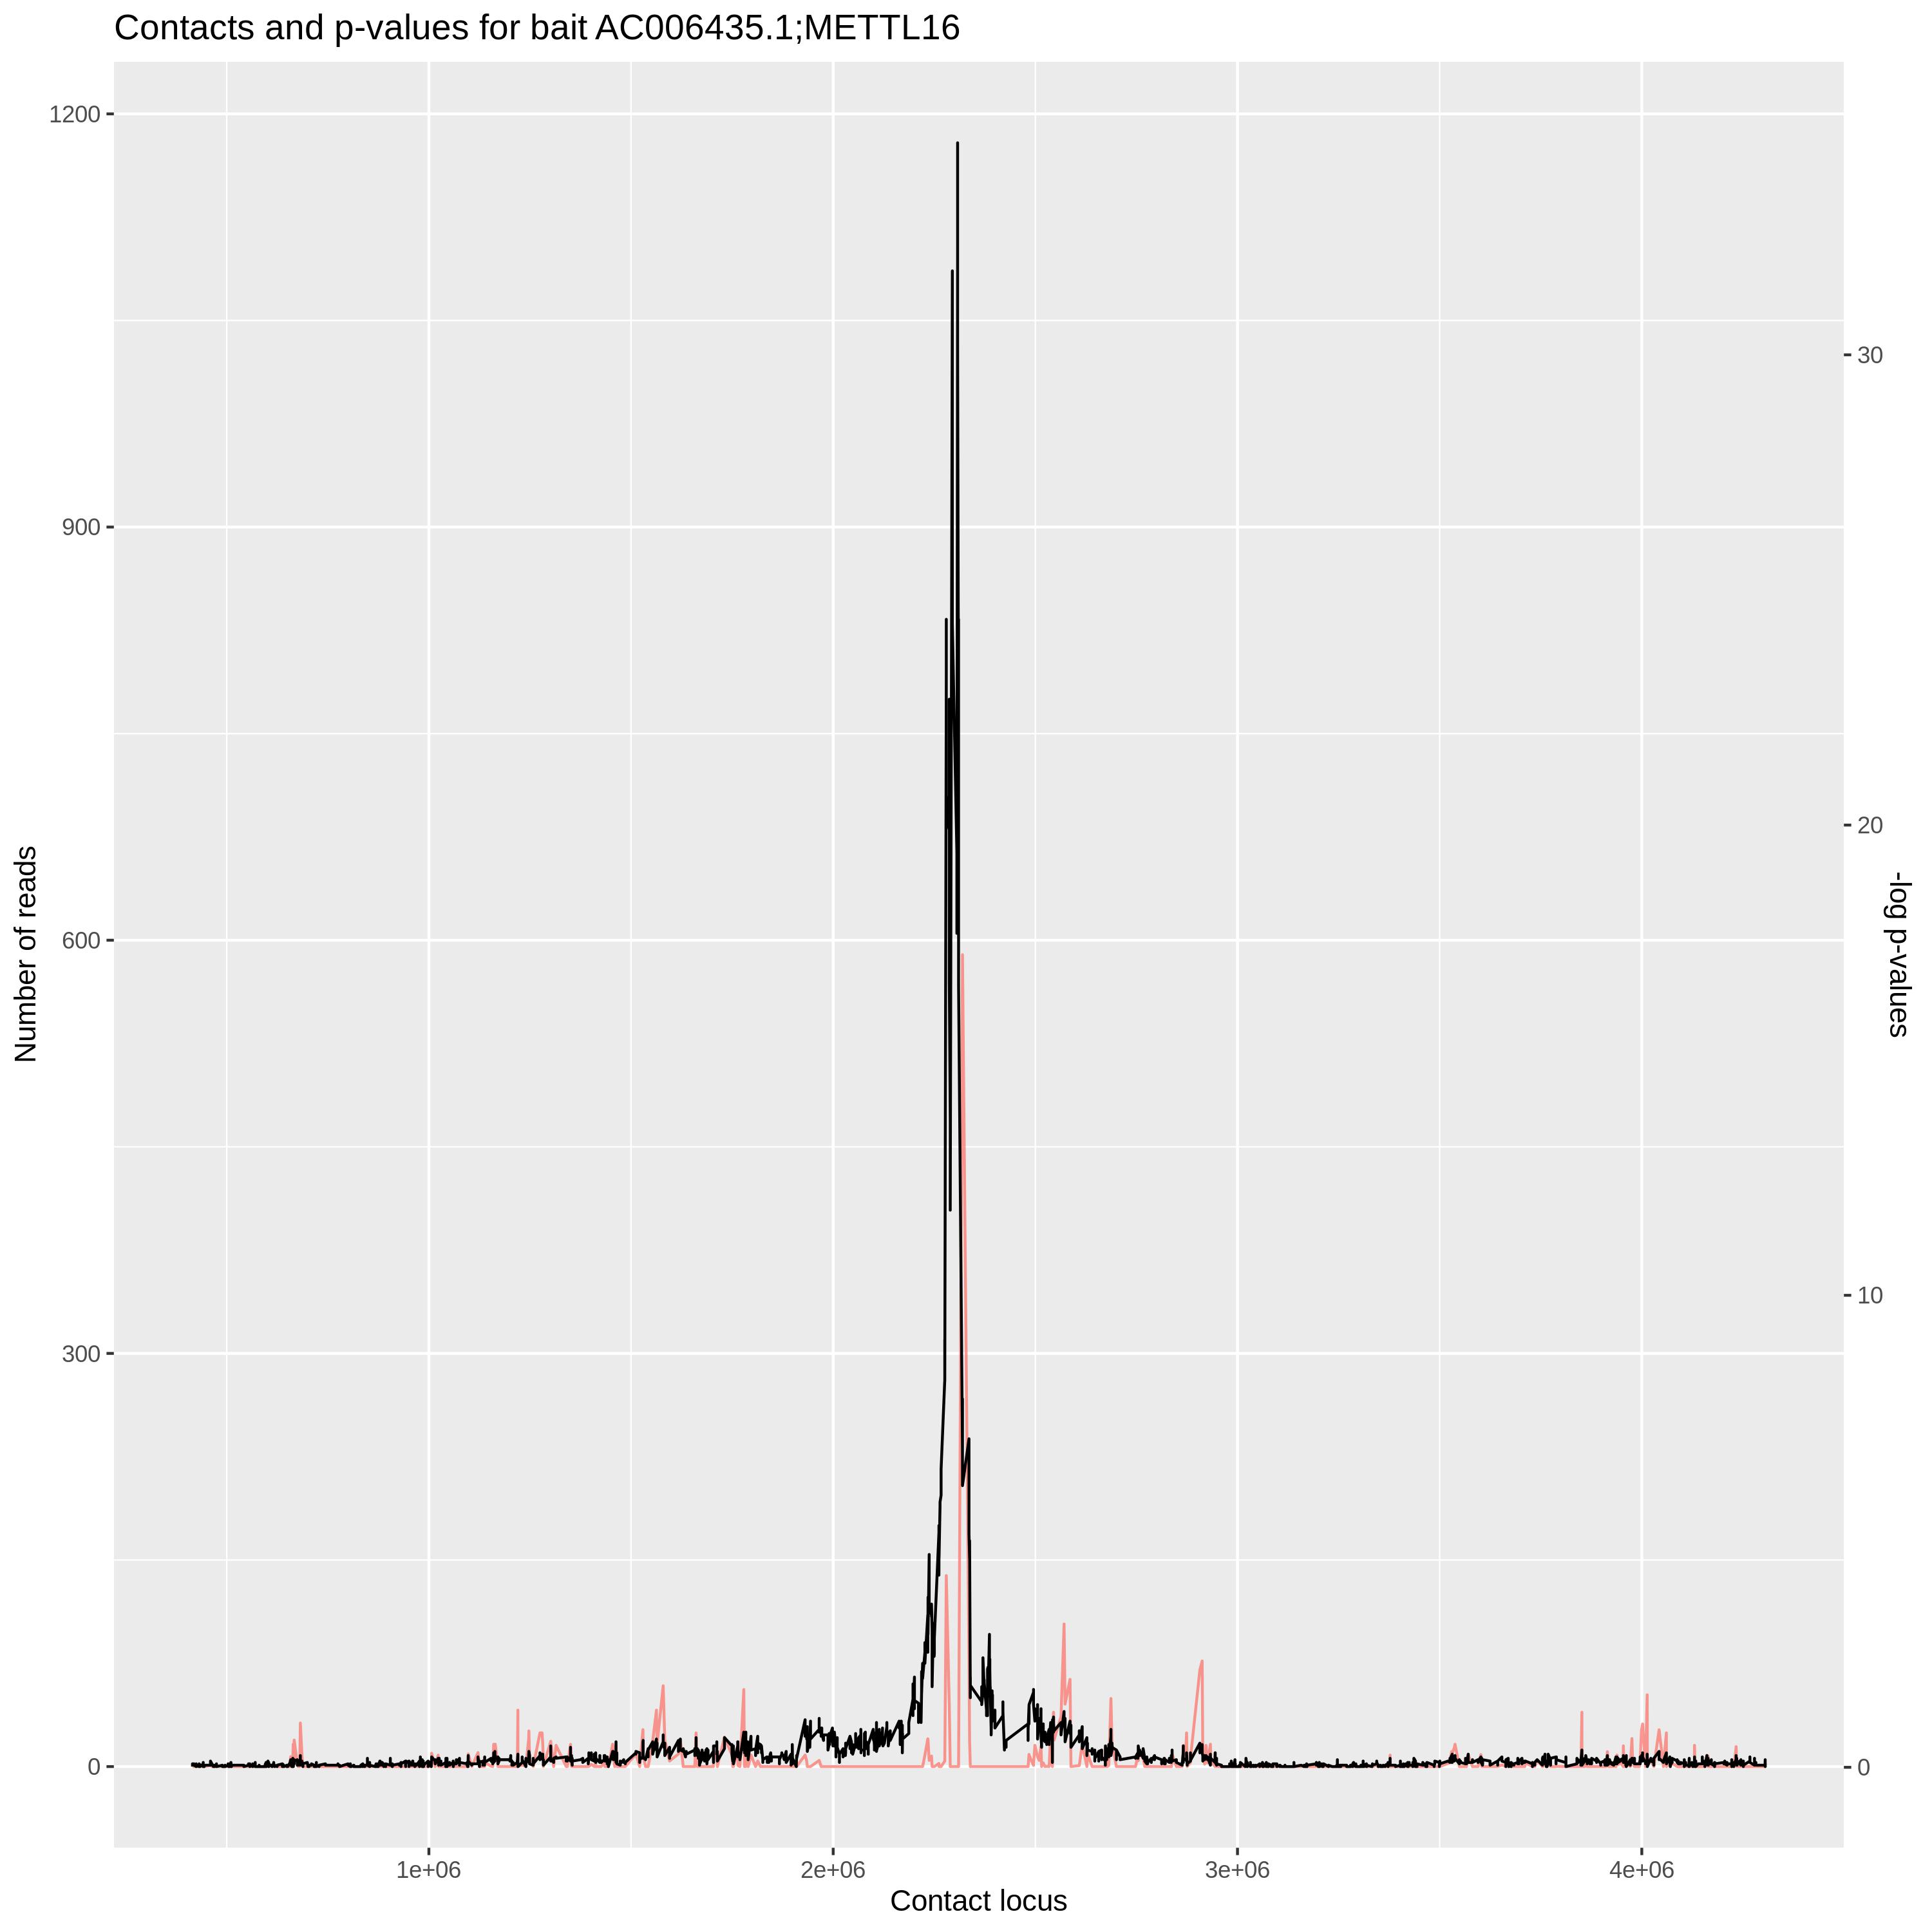 Contacts and p-values for bait AC006435.1;METTL16
1200
900
600
300
0
30
20
10
0
Number of reads
-log p-values
1e+06
2e+06
3e+06
4e+06
Contact locus